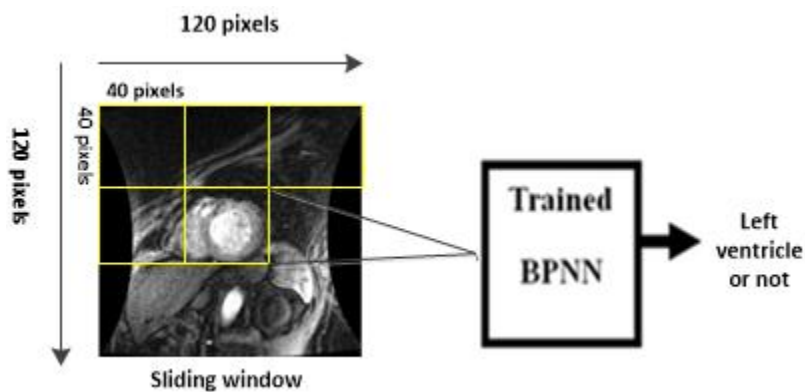 120 pixels
40 pixels
40 pixels
120 pixels
Trained
BPNN
Left
ventricle
or not
Sliding window